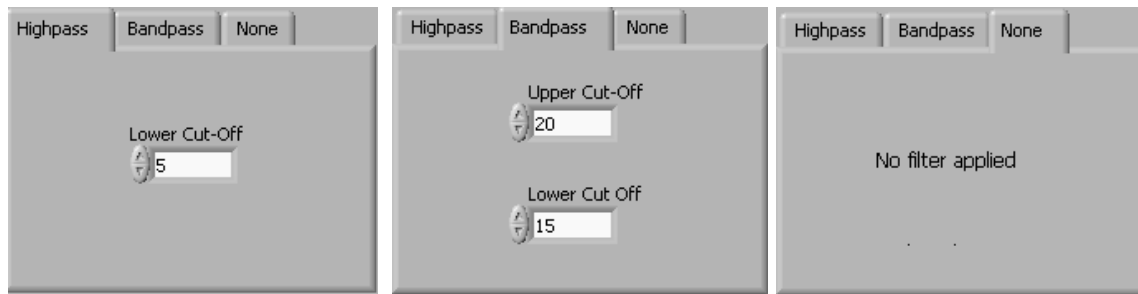 Highpass Bandpass None
Lower Cut-Off
5
Highpass Bandpass None
Upper Cut-Off
20
Lower Cut Off
15
Highpass Bandpass None
No filter applied